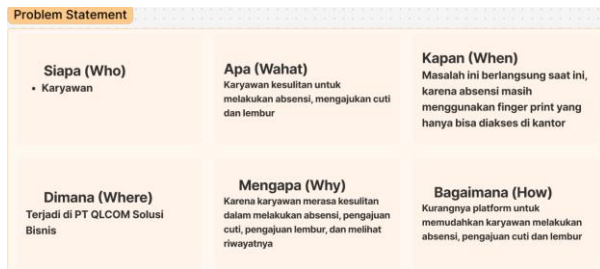 Problem Statement
Siapa (Who)
• Karyawan
Apa (Wahat)
Karyawan kesulitan untuk
melakukan absensi, mengajukan cuti
dan lembur
Kapan (When)
Masalah ini berlangsung saat ini,
karena absensi masih
menggunakan finger print yang
hanya bisa diakses di kantor
Dimana (Where)
Terjadi di PT QLCOM Solusi
Bisnis
Mengapa (Why)
Karena karyawan merasa kesulitan
dalam melakukan absensi, pengajuan
cuti, pengajuan lembur, dan melihat
riwayatnya
Bagaimana (How)
Kurangnya platform untuk
memudahkan karyawan melakukan
absensi, pengajuan cuti dan lembur